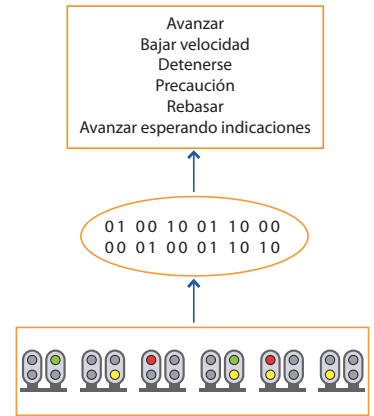 Avanzar
Bajar velocidad
Detenerse
Precaución
Rebasar
Avanzar esperando indicaciones
01 00 10 01 10 00
00 01 00 01 10 10